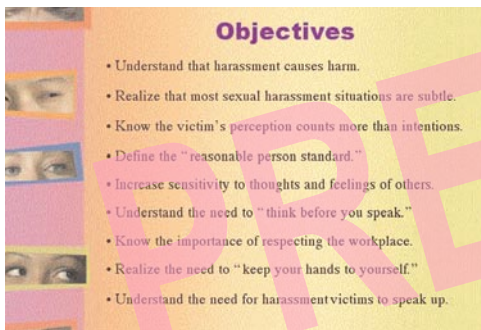 Objectives
• Understand that harassment causes harm.
• Realize that most sexual harassment situations are subtle.
• Know the victim's perception counts more than intentions.
• Define the "reasonable person standard."
• Increase sensitivity to thoughts and feelings of others.
• Understand the need to "think before you speak."
• Know the importance of respecting the workplace.
• Realize the need to "keep your hands to yourself."
• Understand the need for harassment victims to speak up.
PRE